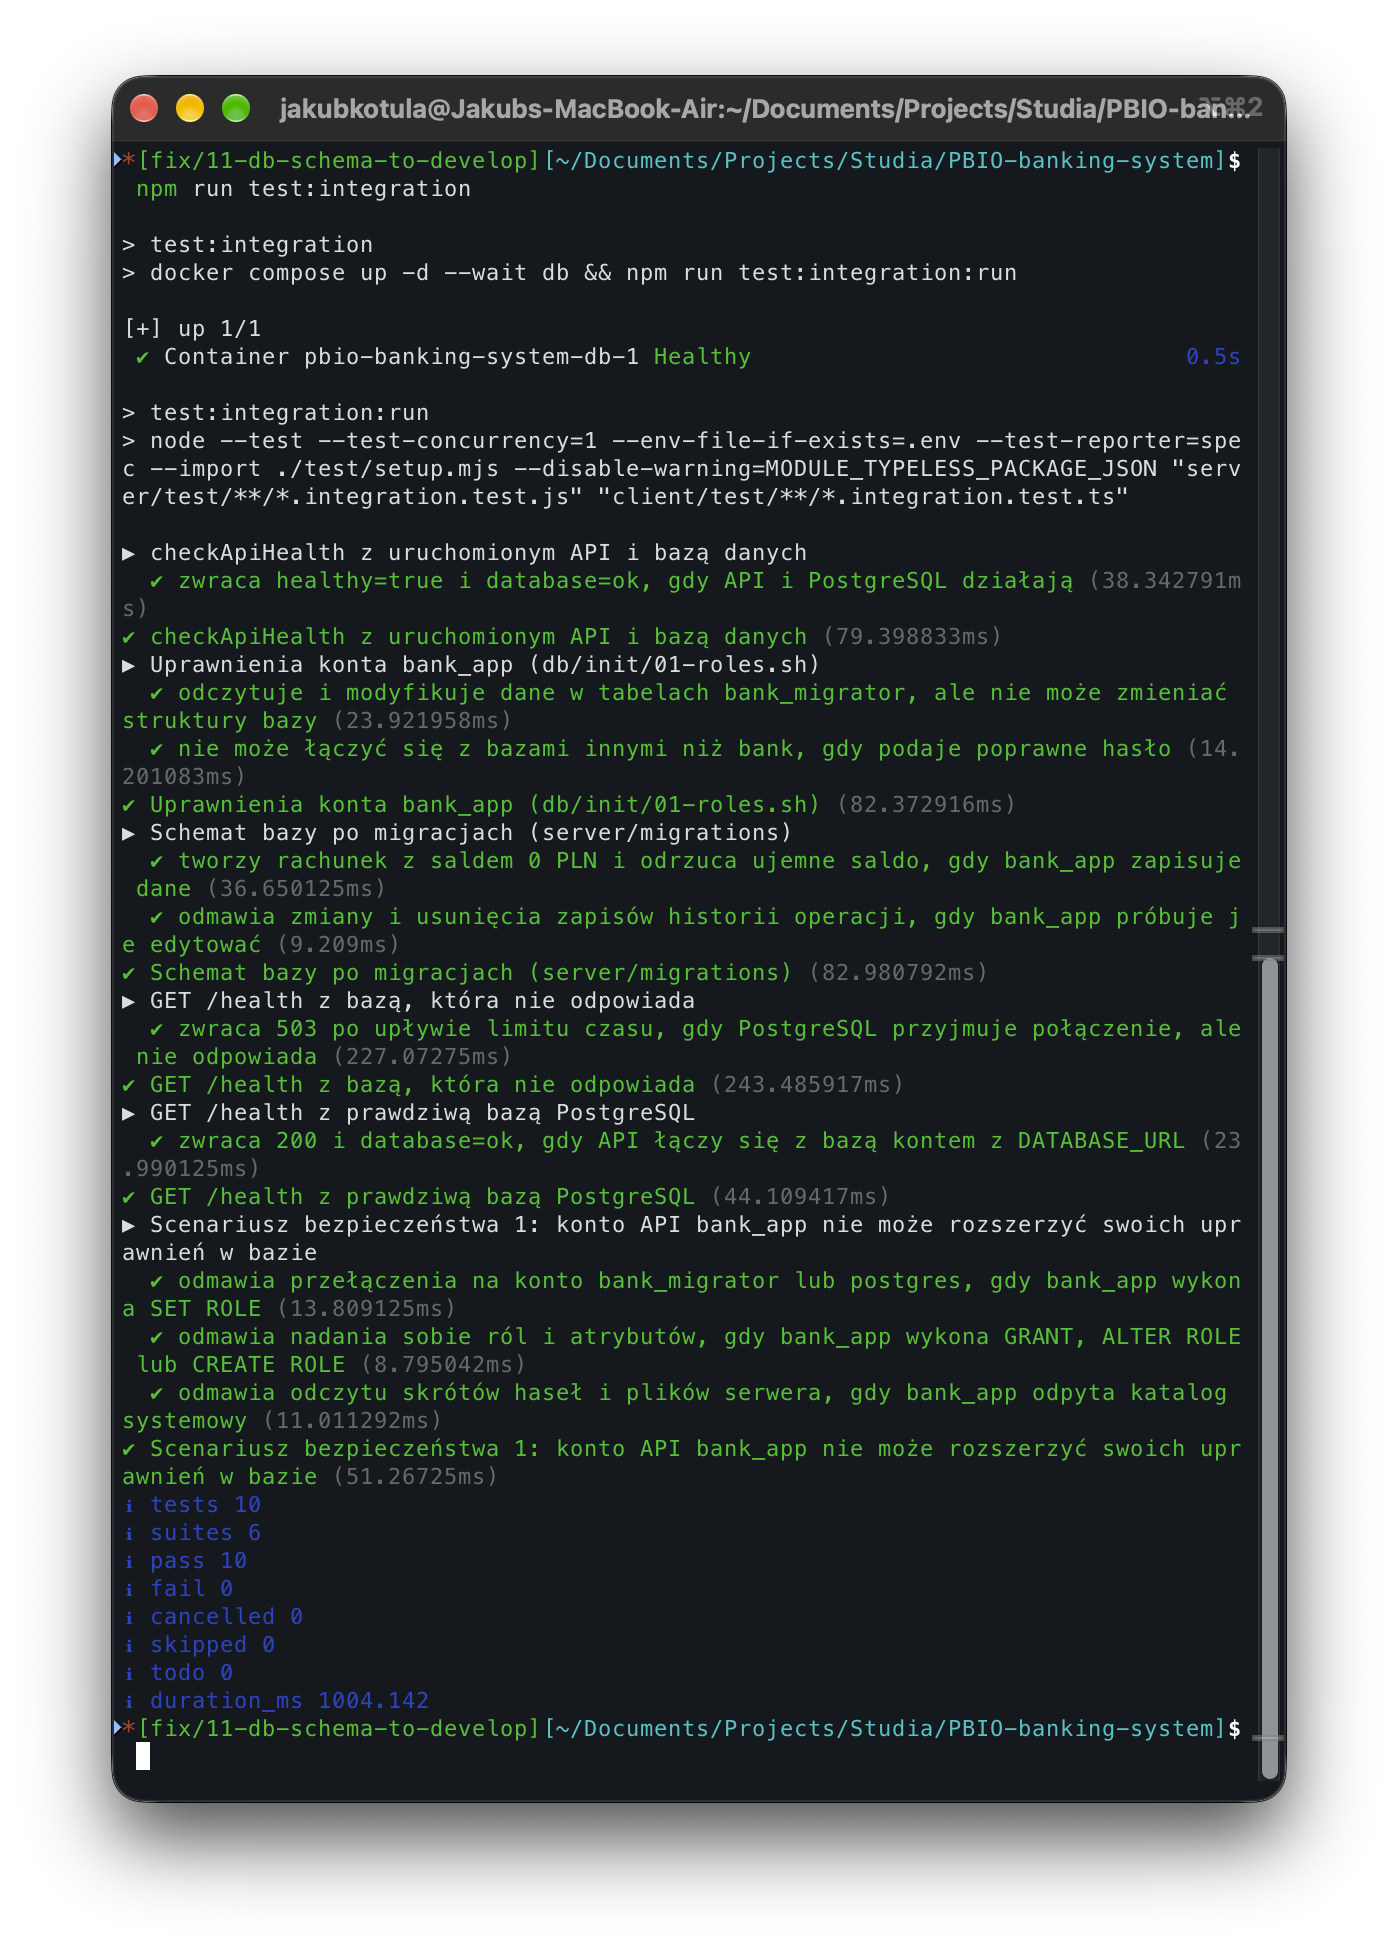 jakubkotula@Jakubs-MacBook-Air:~/Documents/Projects/Studia/PBIO-ban... ⌥⌘2
*[fix/11-db-schema-to-develop][~/Documents/Projects/Studia/PBIO-banking-system]$
npm run test:integration
> test:integration
> docker compose up -d --wait db && npm run test:integration:run
[+] up 1/1
✔ Container pbio-banking-system-db-1 Healthy 0.5s
> test:integration:run
> node --test --test-concurrency=1 --env-file-if-exists=.env --test-reporter=spe
c --import ./test/setup.mjs --disable-warning=MODULE_TYPELESS_PACKAGE_JSON "serv
er/test/**/*.integration.test.js" "client/test/**/*.integration.test.ts"
▶ checkApiHealth z uruchomionym API i bazą danych
✔ zwraca healthy=true i database=ok, gdy API i PostgreSQL działają (38.342791m
s)
✔ checkApiHealth z uruchomionym API i bazą danych (79.398833ms)
▶ Uprawnienia konta bank_app (db/init/01-roles.sh)
✔ odczytuje i modyfikuje dane w tabelach bank_migrator, ale nie może zmieniać
struktury bazy (23.921958ms)
✔ nie może łączyć się z bazami innymi niż bank, gdy podaje poprawne hasło (14.
201083ms)
✔ Uprawnienia konta bank_app (db/init/01-roles.sh) (82.372916ms)
▶ Schemat bazy po migracjach (server/migrations)
✔ tworzy rachunek z saldem 0 PLN i odrzuca ujemne saldo, gdy bank_app zapisuje
dane (36.650125ms)
✔ odmawia zmiany i usunięcia zapisów historii operacji, gdy bank_app próbuje j
e edytować (9.209ms)
✔ Schemat bazy po migracjach (server/migrations) (82.980792ms)
▶ GET /health z bazą, która nie odpowiada
✔ zwraca 503 po upływie limitu czasu, gdy PostgreSQL przyjmuje połączenie, ale
nie odpowiada (227.07275ms)
✔ GET /health z bazą, która nie odpowiada (243.485917ms)
▶ GET /health z prawdziwą bazą PostgreSQL
✔ zwraca 200 i database=ok, gdy API łączy się z bazą kontem z DATABASE_URL (23
.990125ms)
✔ GET /health z prawdziwą bazą PostgreSQL (44.109417ms)
▶ Scenariusz bezpieczeństwa 1: konto API bank_app nie może rozszerzyć swoich upr
awnień w bazie
✔ odmawia przełączenia na konto bank_migrator lub postgres, gdy bank_app wykon
a SET ROLE (13.809125ms)
✔ odmawia nadania sobie ról i atrybutów, gdy bank_app wykona GRANT, ALTER ROLE
lub CREATE ROLE (8.795042ms)
✔ odmawia odczytu skrótów haseł i plików serwera, gdy bank_app odpyta katalog
systemowy (11.011292ms)
✔ Scenariusz bezpieczeństwa 1: konto API bank_app nie może rozszerzyć swoich upr
awnień w bazie (51.26725ms)
ℹ tests 10
ℹ suites 6
ℹ pass 10
ℹ fail 0
ℹ cancelled 0
ℹ skipped 0
ℹ todo 0
ℹ duration_ms 1004.142
*[fix/11-db-schema-to-develop][~/Documents/Projects/Studia/PBIO-banking-system]$